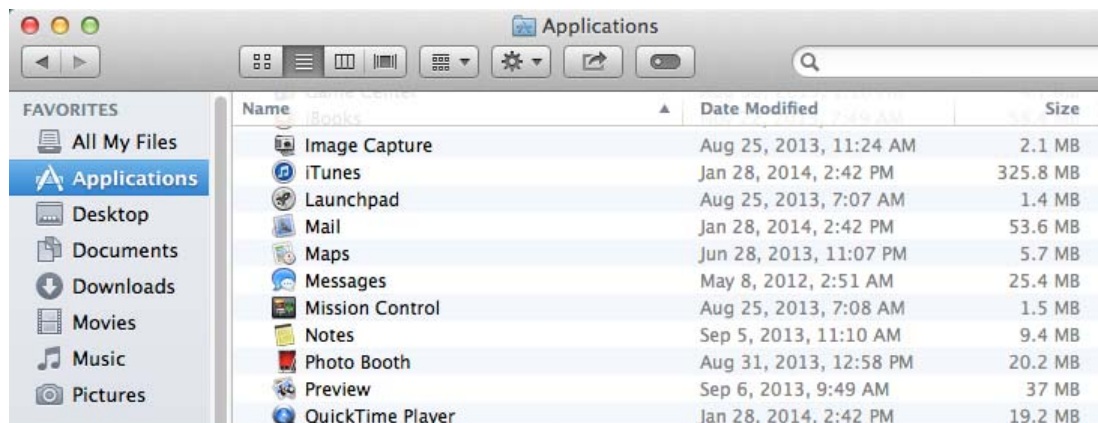 Applications
FAVORITES
All My Files
Applications
Desktop
Documents
Downloads
Movies
Music
Pictures
Name Date Modified Size
Game Center
iBooks
Image Capture Aug 25, 2013, 11:24 AM 2.1 MB
iTunes Jan 28, 2014, 2:42 PM 325.8 MB
Launchpad Aug 25, 2013, 7:07 AM 1.4 MB
Mail Jan 28, 2014, 2:42 PM 53.6 MB
Maps Jun 28, 2013, 11:07 PM 5.7 MB
Messages May 8, 2012, 2:51 AM 25.4 MB
Mission Control Aug 25, 2013, 7:08 AM 1.5 MB
Notes Sep 5, 2013, 11:10 AM 9.4 MB
Photo Booth Aug 31, 2013, 12:58 PM 20.2 MB
Preview Sep 6, 2013, 9:49 AM 37 MB
QuickTime Player Jan 28, 2014, 2:42 PM 19.2 MB